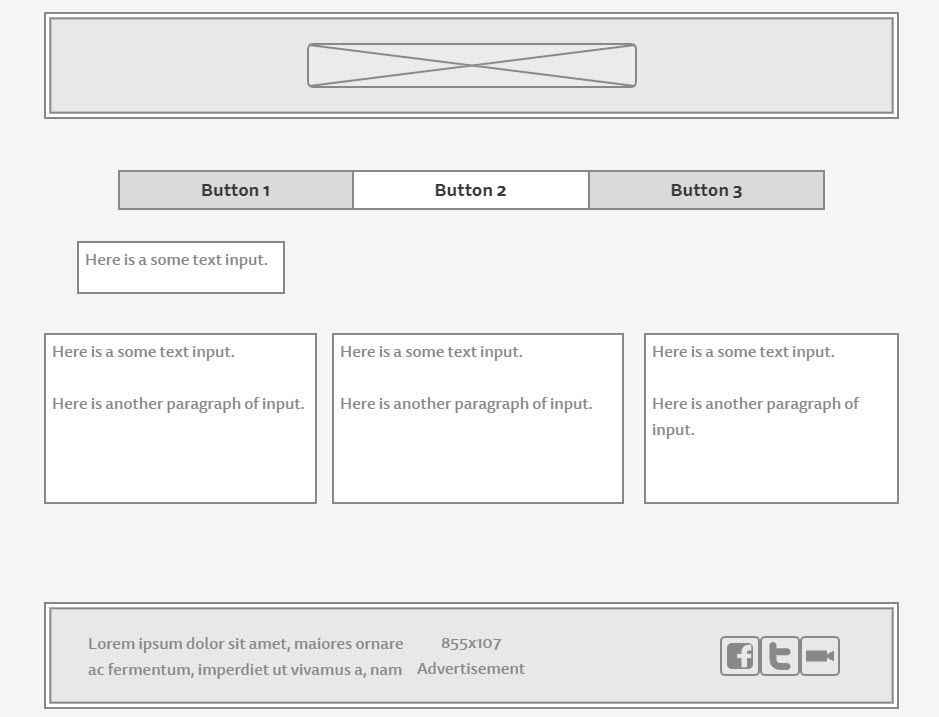 Button 1 Button 2 Button 3
Here is a some text input.
Here is a some text input.
Here is another paragraph of input.
Here is a some text input.
Here is another paragraph of input.
Here is a some text input.
Here is another paragraph of
input.
Lorem ipsum dolor sit amet, maiores ornare
ac fermentum, imperdiet ut vivamus a, nam
855x107
Advertisement